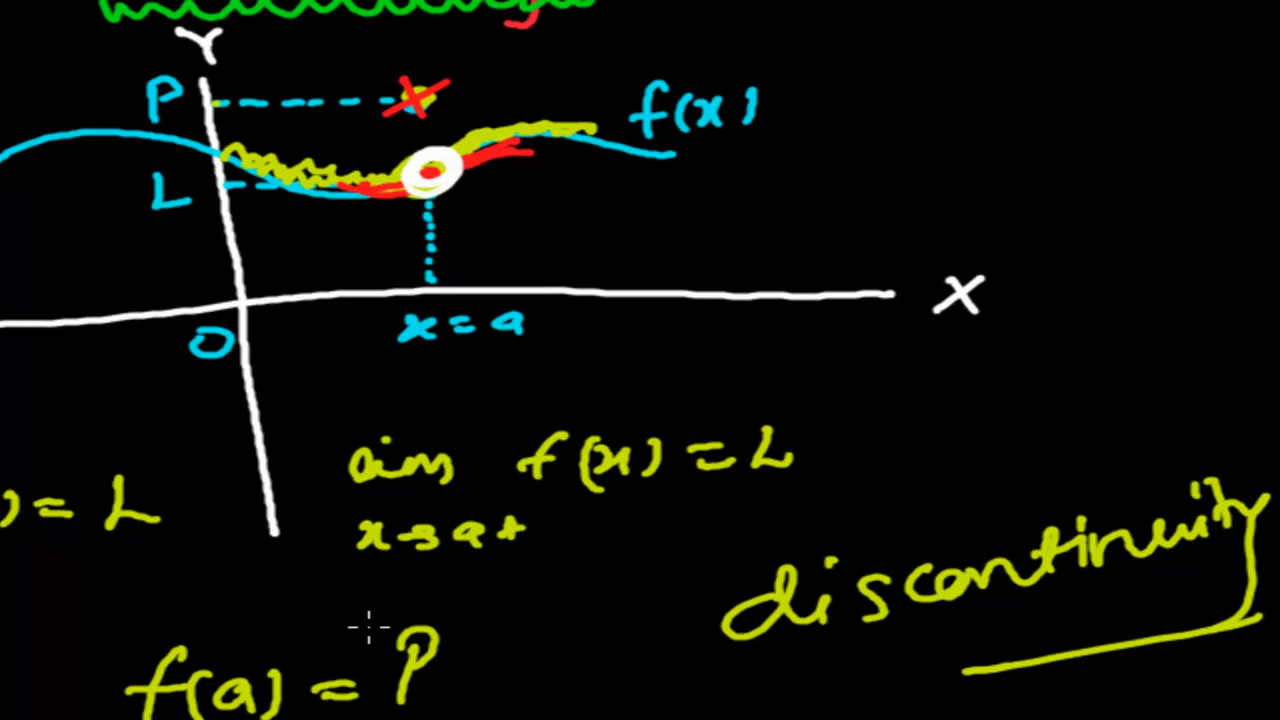 Y
P
f(x)
L
X
O
x = a
lim f(x) = L
x→a+
) = L
discontinuity
f(a) = P